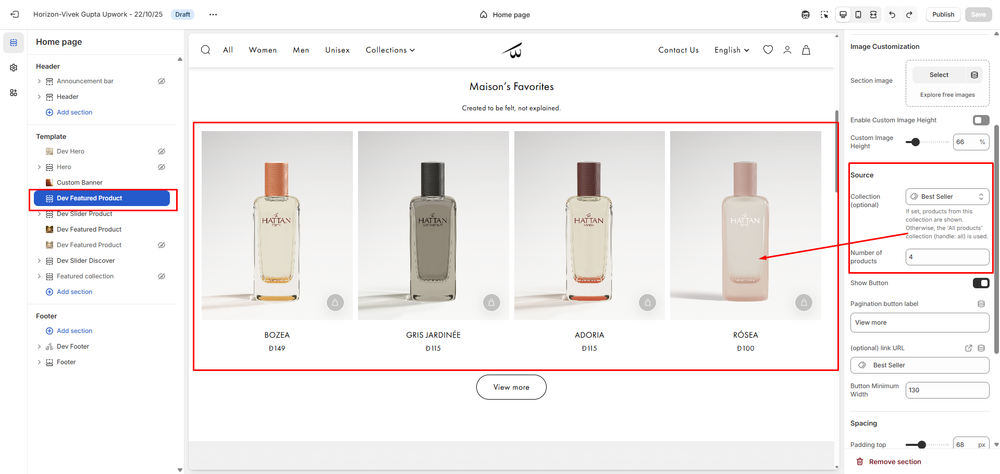 Horizon-Vivek Gupta Upwork - 22/10/25
Draft
Home page
Publish
Save
Home page
Header
Announcement bar
Header
Add section
Template
Dev Hero
Hero
Custom Banner
Dev Featured Product
Dev Slider Product
Dev Featured Product
Dev Featured Product
Dev Slider Discover
Featured collection
Add section
Footer
Add section
Dev Footer
Footer
All
Women
Men
Unisex
Collections
Contact Us
English
Maison’s Favorites
Created to be felt, not explained.
HATTAN
BOZEA
HATTAN
GRIS JARDINÉE
HATTAN
ADORIA
HATTAN
BOZEA
Đ149
GRIS JARDINÉE
Đ115
ADORIA
Đ115
RÓSEA
Đ100
View more
Image Customization
Section image
Select
Explore free images
Enable Custom Image Height
Custom Image
Height
66
%
Source
Collection
(optional)
Best Seller
If set, products from this
collection are shown.
Otherwise, the 'All products'
collection (handle: all) is used.
Number of
products
4
Show Button
Pagination button label
View more
(optional) link URL
Best Seller
Button Minimum
Width
130
Spacing
Padding top
68
px
Remove section